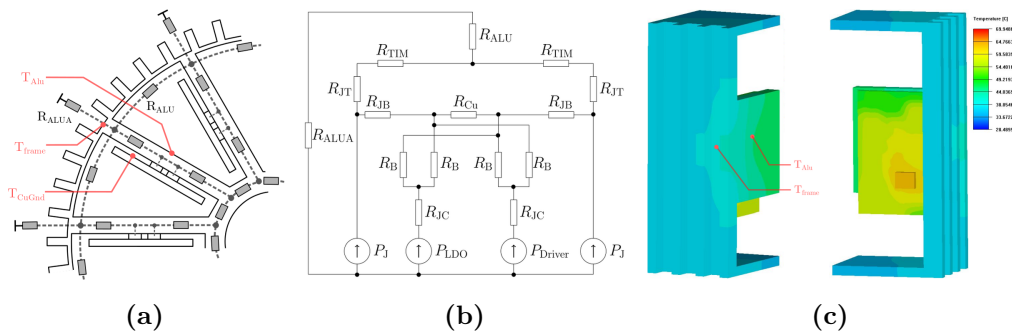 T_Alu
R_ALU
R_ALUA
T_frame
T_CuGnd
(a)
R_ALU
R_TIM R_TIM
R_JT R_JT
R_JB R_Cu R_JB
R_ALUA
R_B R_B R_B R_B
R_JC R_JC
P_J P_LDO P_Driver P_J
(b)
Temperature [C]
T_Alu
T_frame
(c)